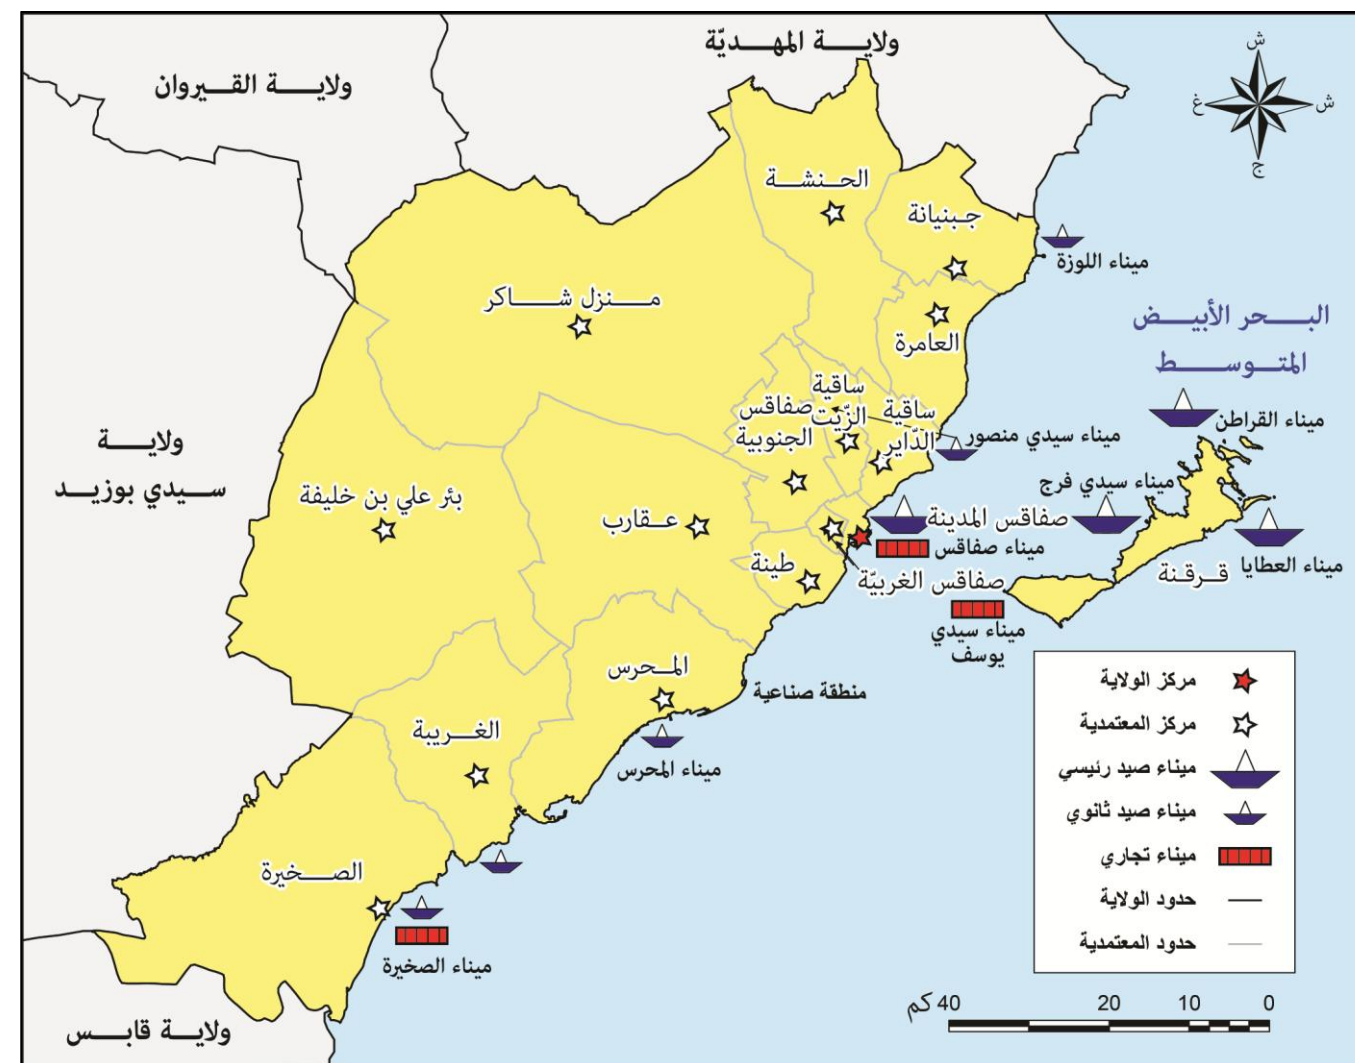 ولاية المهديّة
ولاية القيروان
ش
غ
ش
ج
الحنشة
جبنيانة
ميناء اللوزة
منزل شاكر
العامرة
البحر الأبيض
المتوسط
ميناء القراطن
ساقية
الزّيت
ساقية
الدّاير
صفاقس
الجنوبية
ميناء سيدي منصور
ولاية
سيدي بوزيد
ميناء سيدي فرج
بئر علي بن خليفة
عقارب
صفاقس المدينة
ميناء صفاقس
ميناء العطايا
قرقنة
طينة
صفاقس الغربيّة
ميناء سيدي
يوسف
المحرس
منطقة صناعية
الغريبة
ميناء المحرس
الصخيرة
ميناء الصخيرة
ولاية قابس
مركز الولاية
مركز المعتمدية
ميناء صيد رئيسي
ميناء صيد ثانوي
ميناء تجاري
حدود الولاية
حدود المعتمدية
0 10 20 40 كم